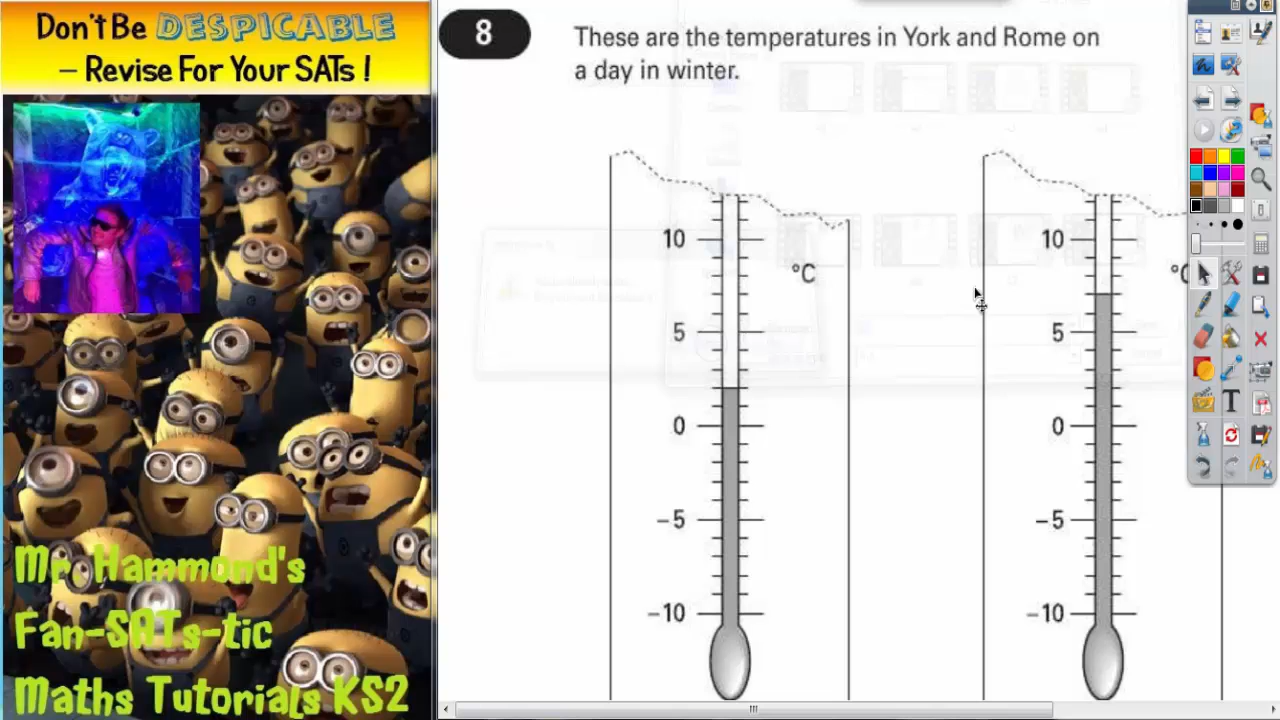 Don't Be DESPICABLE
– Revise For Your SATs !
Mr. Hammond's
Fan-SATs-tic
Maths Tutorials KS2
8
These are the temperatures in York and Rome on
a day in winter.
10
°C
5
0
–5
–10
10
°C
5
0
–5
–10
T